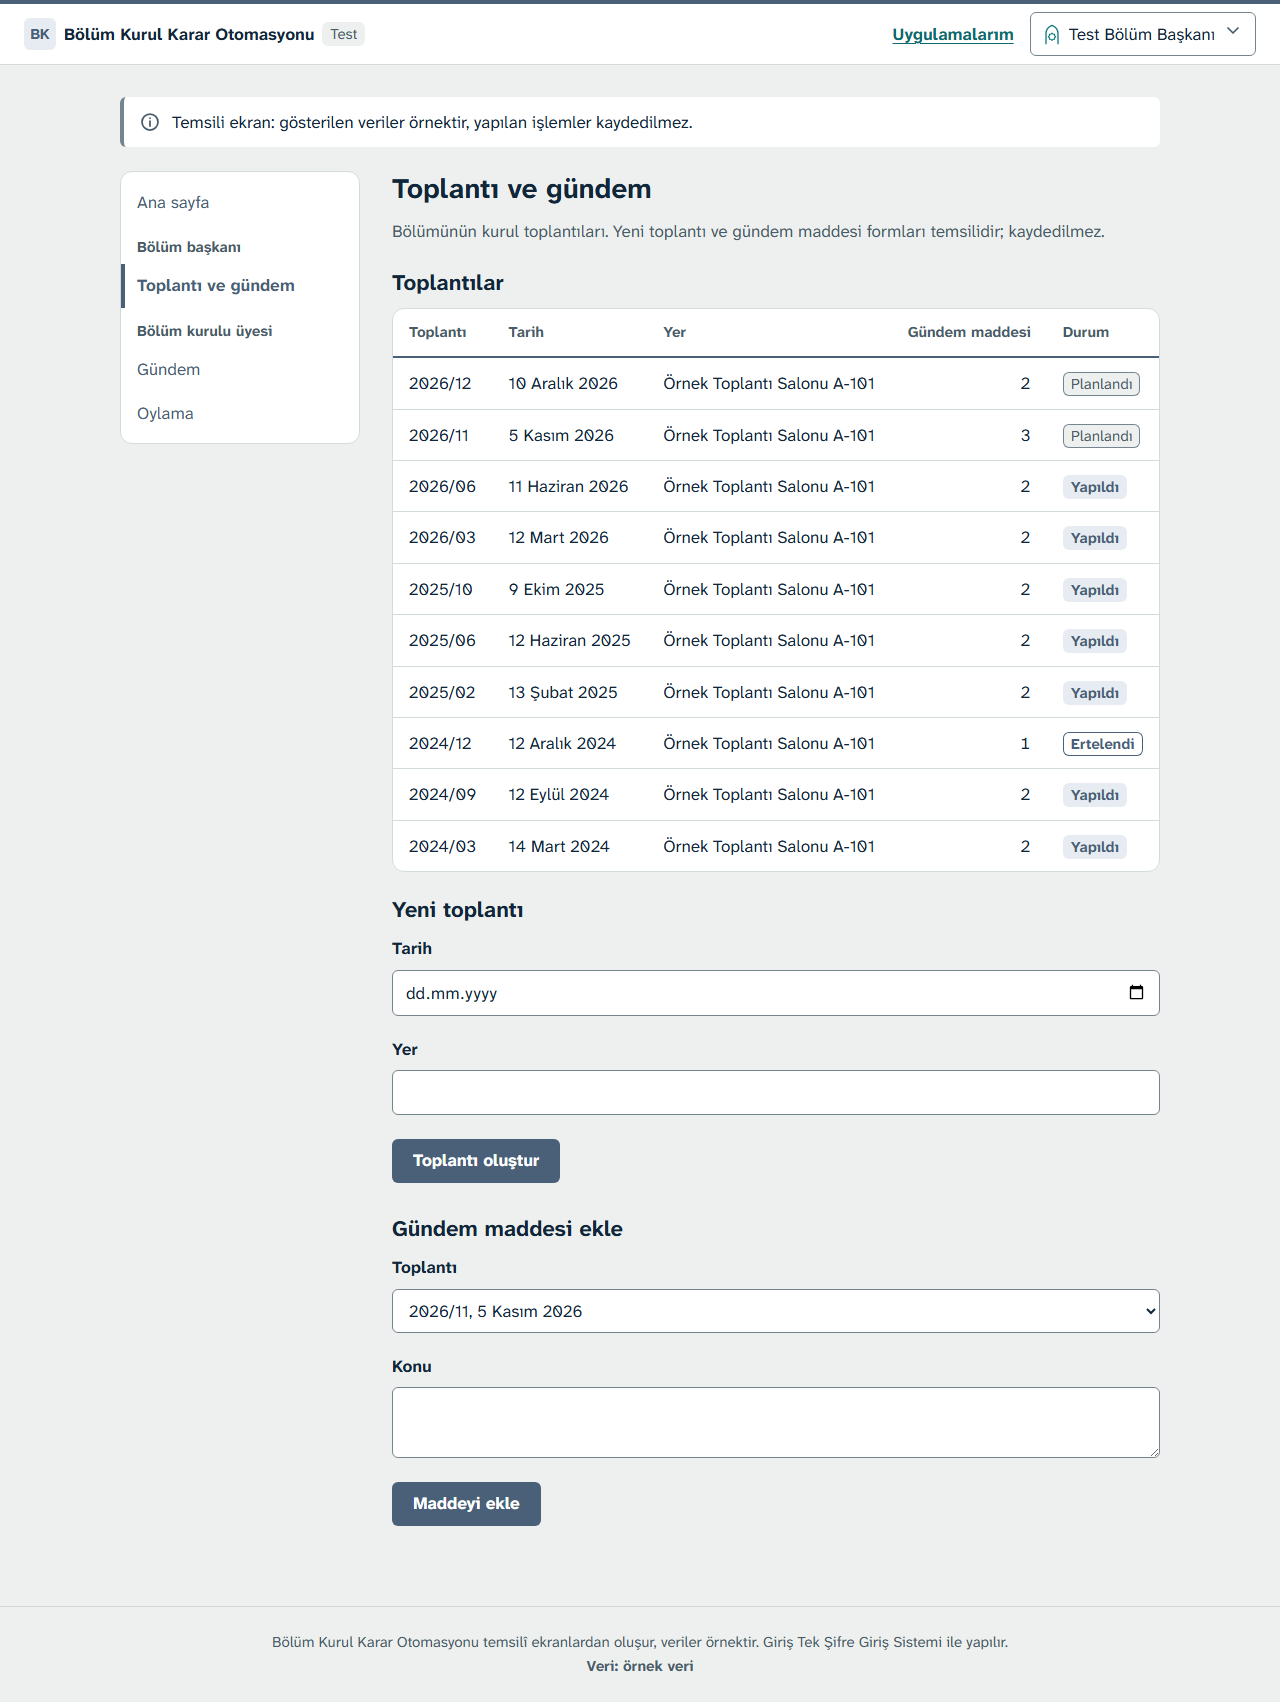 BK Bölüm Kurul Karar Otomasyonu Test
Uygulamalarım
Test Bölüm Başkanı
Temsili ekran: gösterilen veriler örnektir, yapılan işlemler kaydedilmez.
Ana sayfa
Bölüm başkanı
Toplantı ve gündem
Bölüm kurulu üyesi
Gündem
Oylama
Toplantı ve gündem
Bölümünün kurul toplantıları. Yeni toplantı ve gündem maddesi formları temsilidir; kaydedilmez.
Toplantılar
Toplantı Tarih Yer Gündem maddesi Durum
2026/12 10 Aralık 2026 Örnek Toplantı Salonu A-101 2 Planlandı
2026/11 5 Kasım 2026 Örnek Toplantı Salonu A-101 3 Planlandı
2026/06 11 Haziran 2026 Örnek Toplantı Salonu A-101 2 Yapıldı
2026/03 12 Mart 2026 Örnek Toplantı Salonu A-101 2 Yapıldı
2025/10 9 Ekim 2025 Örnek Toplantı Salonu A-101 2 Yapıldı
2025/06 12 Haziran 2025 Örnek Toplantı Salonu A-101 2 Yapıldı
2025/02 13 Şubat 2025 Örnek Toplantı Salonu A-101 2 Yapıldı
2024/12 12 Aralık 2024 Örnek Toplantı Salonu A-101 1 Ertelendi
2024/09 12 Eylül 2024 Örnek Toplantı Salonu A-101 2 Yapıldı
2024/03 14 Mart 2024 Örnek Toplantı Salonu A-101 2 Yapıldı
Yeni toplantı
Tarih
dd.mm.yyyy
Yer
Toplantı oluştur
Gündem maddesi ekle
Toplantı
2026/11, 5 Kasım 2026
Konu
Maddeyi ekle
Bölüm Kurul Karar Otomasyonu temsilî ekranlardan oluşur, veriler örnektir. Giriş Tek Şifre Giriş Sistemi ile yapılır.
Veri: örnek veri